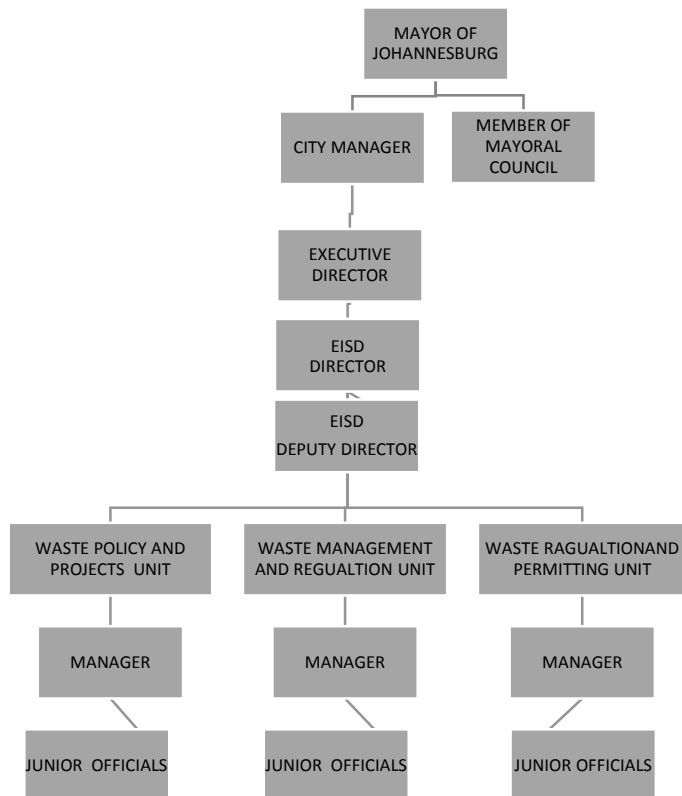 MAYOR OF
JOHANNESBURG
CITY MANAGER
MEMBER OF
MAYORAL
COUNCIL
EXECUTIVE
DIRECTOR
EISD
DIRECTOR
EISD
DEPUTY DIRECTOR
WASTE POLICY AND
PROJECTS UNIT
WASTE MANAGEMENT
AND REGUALTION UNIT
WASTE RAGUALTIONAND
PERMITTING UNIT
MANAGER
MANAGER
MANAGER
JUNIOR OFFICIALS
JUNIOR OFFICIALS
JUNIOR OFFICIALS